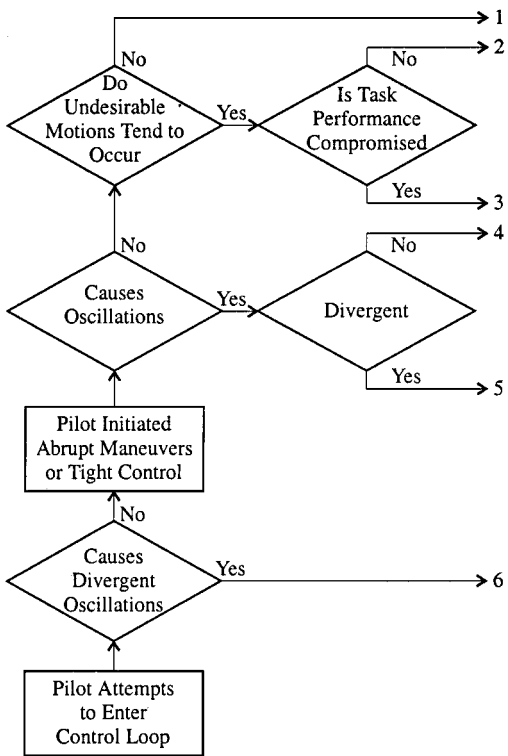 1
No
2
No
Do
Undesirable
Motions Tend to
Occur
Yes
Is Task
Performance
Compromised
Yes
3
4
No
No
Causes
Oscillations
Yes
Divergent
Yes
5
Pilot Initiated
Abrupt Maneuvers
or Tight Control
No
Causes
Divergent
Oscillations
Yes
6
Pilot Attempts
to Enter
Control Loop